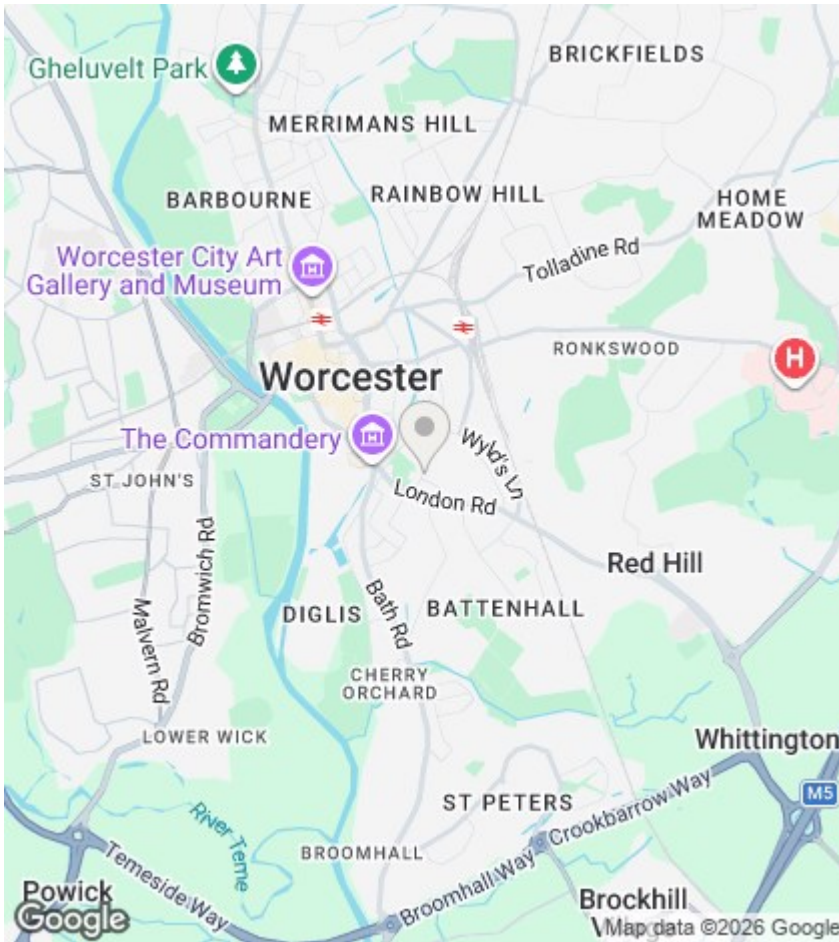 BRICKFIELDS
Gheluvelt Park
MERRIMANS HILL
BARBOURNE
RAINBOW HILL
HOME
MEADOW
Worcester City Art
Gallery and Museum
Tolladine Rd
RONKSWOOD
H
Worcester
The Commandery
Wyld's Ln
ST JOHN'S
London Rd
Bromwich Rd
Red Hill
Malvern Rd
DIGLIS
Bath Rd
BATTENHALL
CHERRY
ORCHARD
LOWER WICK
Whittington
Crookbarrow Way
M5
ST PETERS
River Teme
BROOMHALL
Temeside Way
Broomhall Way
Powick
Brockhill
Google
Map data ©2026 Google